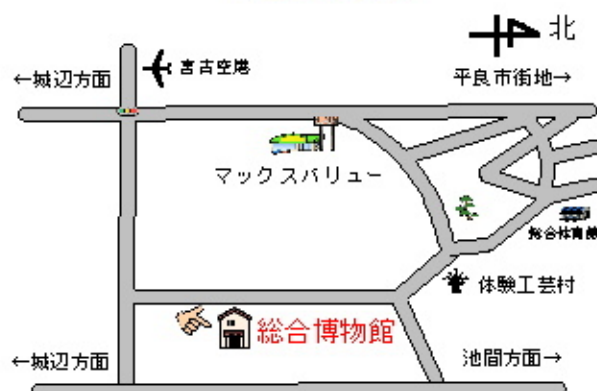 北
←城辺方面
宮古空港
平良市街地→
マックスバリュー
総合体育館
体験工芸村
総合博物館
←城辺方面
池間方面→